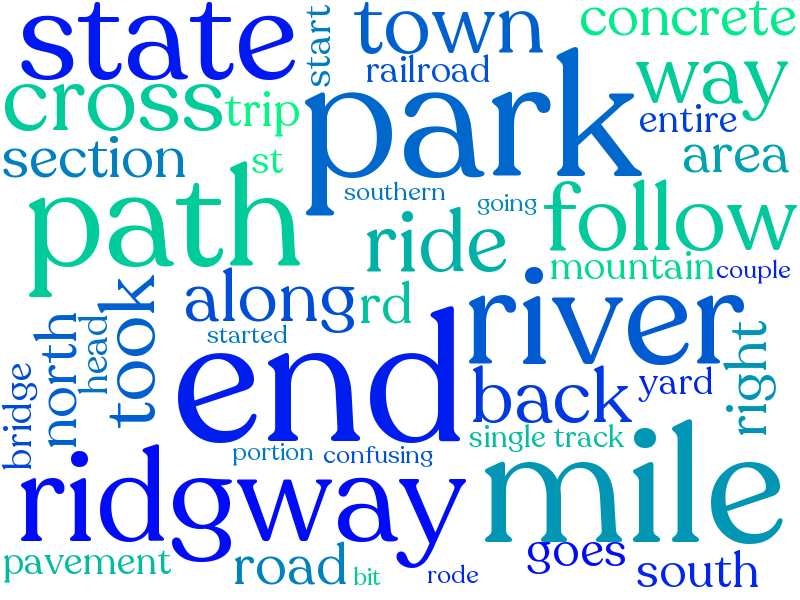 state
start
town
concrete
railroad
cross
trip
park
way
entire
section
st
area
southern
going
path
follow
ride
mountain
couple
took
along
rd
river
north
head
started
end
right
bridge
back
yard
single track
portion
confusing
ridgway
mile
pavement
road
bit
rode
goes
south